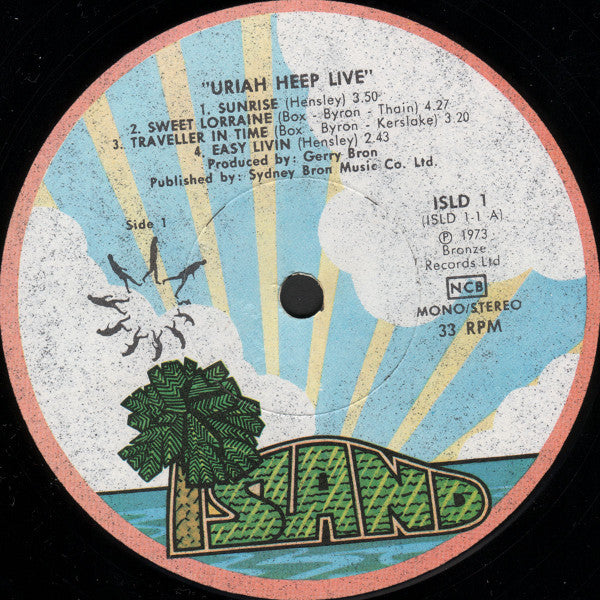 "URIAH HEEP LIVE"
1. SUNRISE (Hensley) 3.50
2. SWEET LORRAINE (Box - Byron - Thain) 4.27
3. TRAVELLER IN TIME (Box - Byron - Kerslake) 3.20
4. EASY LIVIN (Hensley) 2.43
Produced by: Gerry Bron
Published by: Sydney Bron Music Co. Ltd.
Side 1
ISLD 1
(ISLD 1-1 A)
Ⓟ 1973
Bronze
Records Ltd
NCB
MONO/STEREO
33 RPM
ISLAND